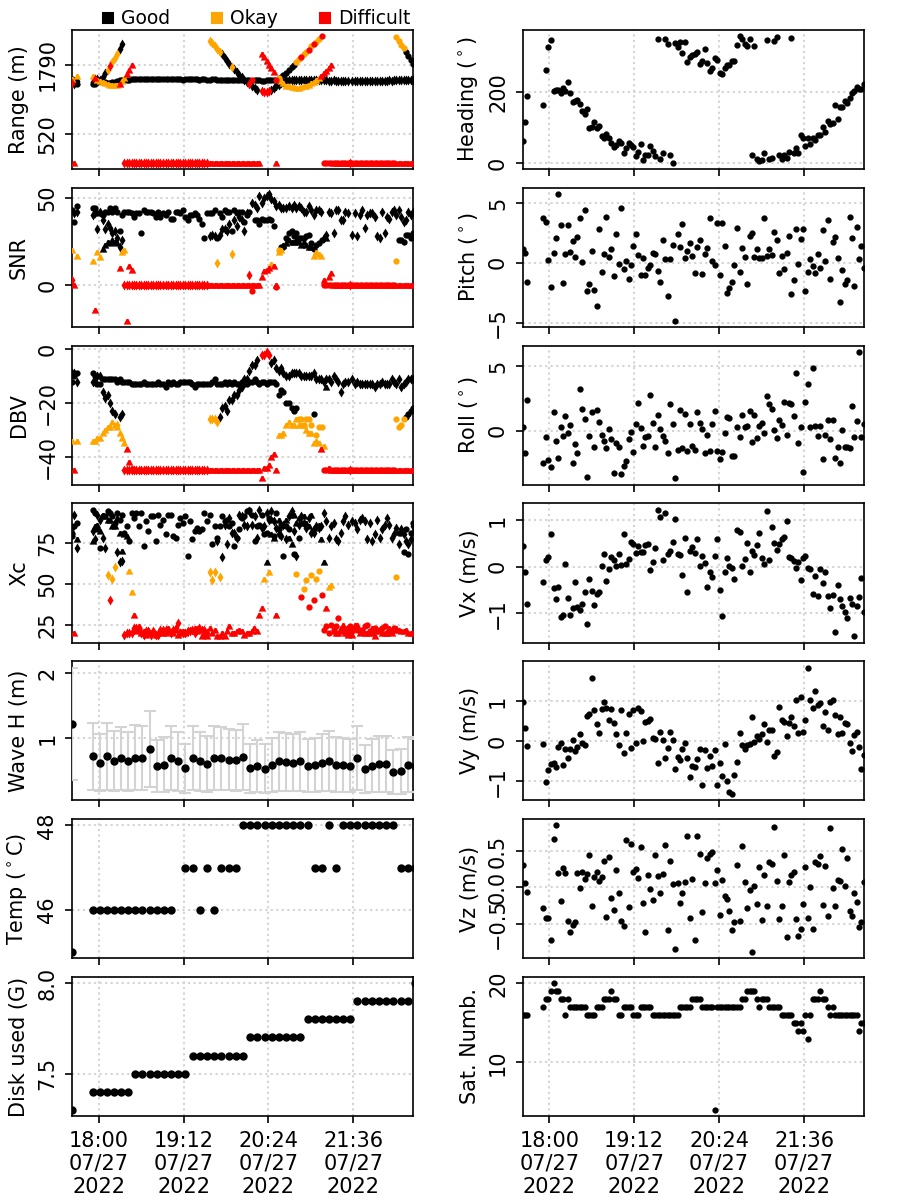 Good Okay Difficult
Range (m)
1790
520
Heading (°)
200
0
SNR
50
0
Pitch (°)
5
0
−5
DBV
0
−20
−40
Roll (°)
5
0
Xc
75
50
25
Vx (m/s)
1
0
−1
Wave H (m)
2
1
Vy (m/s)
1
0
−1
Temp (°C)
48
46
Vz (m/s)
0.5
0.0
−0.5
Disk used (G)
8.0
7.5
Sat. Numb.
20
10
18:00 19:12 20:24 21:36
07/27 07/27 07/27 07/27
2022 2022 2022 2022
18:00 19:12 20:24 21:36
07/27 07/27 07/27 07/27
2022 2022 2022 2022